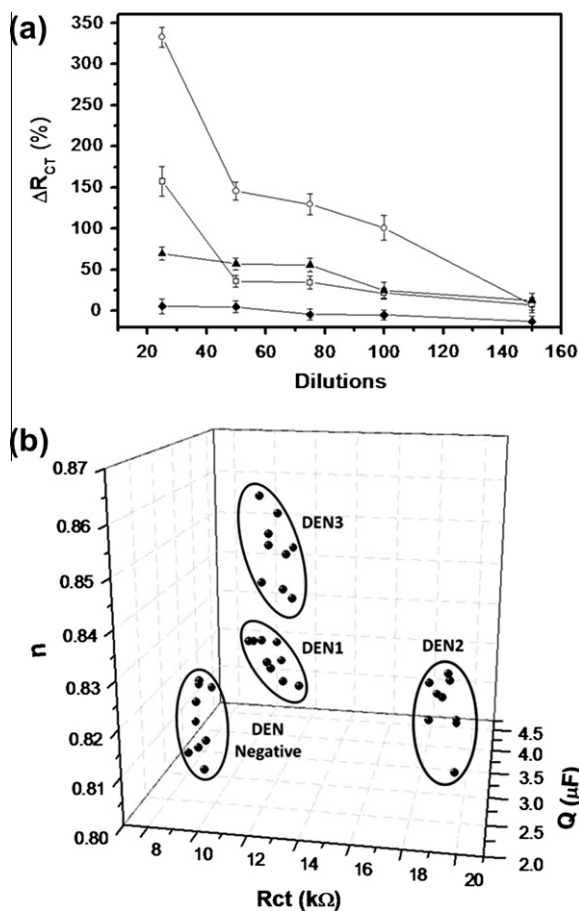 (a)
350
300
250
200
150
100
50
0
ΔR_CT (%)
20 40 60 80 100 120 140 160
Dilutions
(b)
0.87
0.86
0.85
0.84
0.83
0.82
0.81
0.80
n
DEN3
DEN1
DEN2
DEN
Negative
4.5
4.0
3.5
3.0
2.5
2.0
Q (µF)
8 10 12 14 16 18 20
Rct (kΩ)